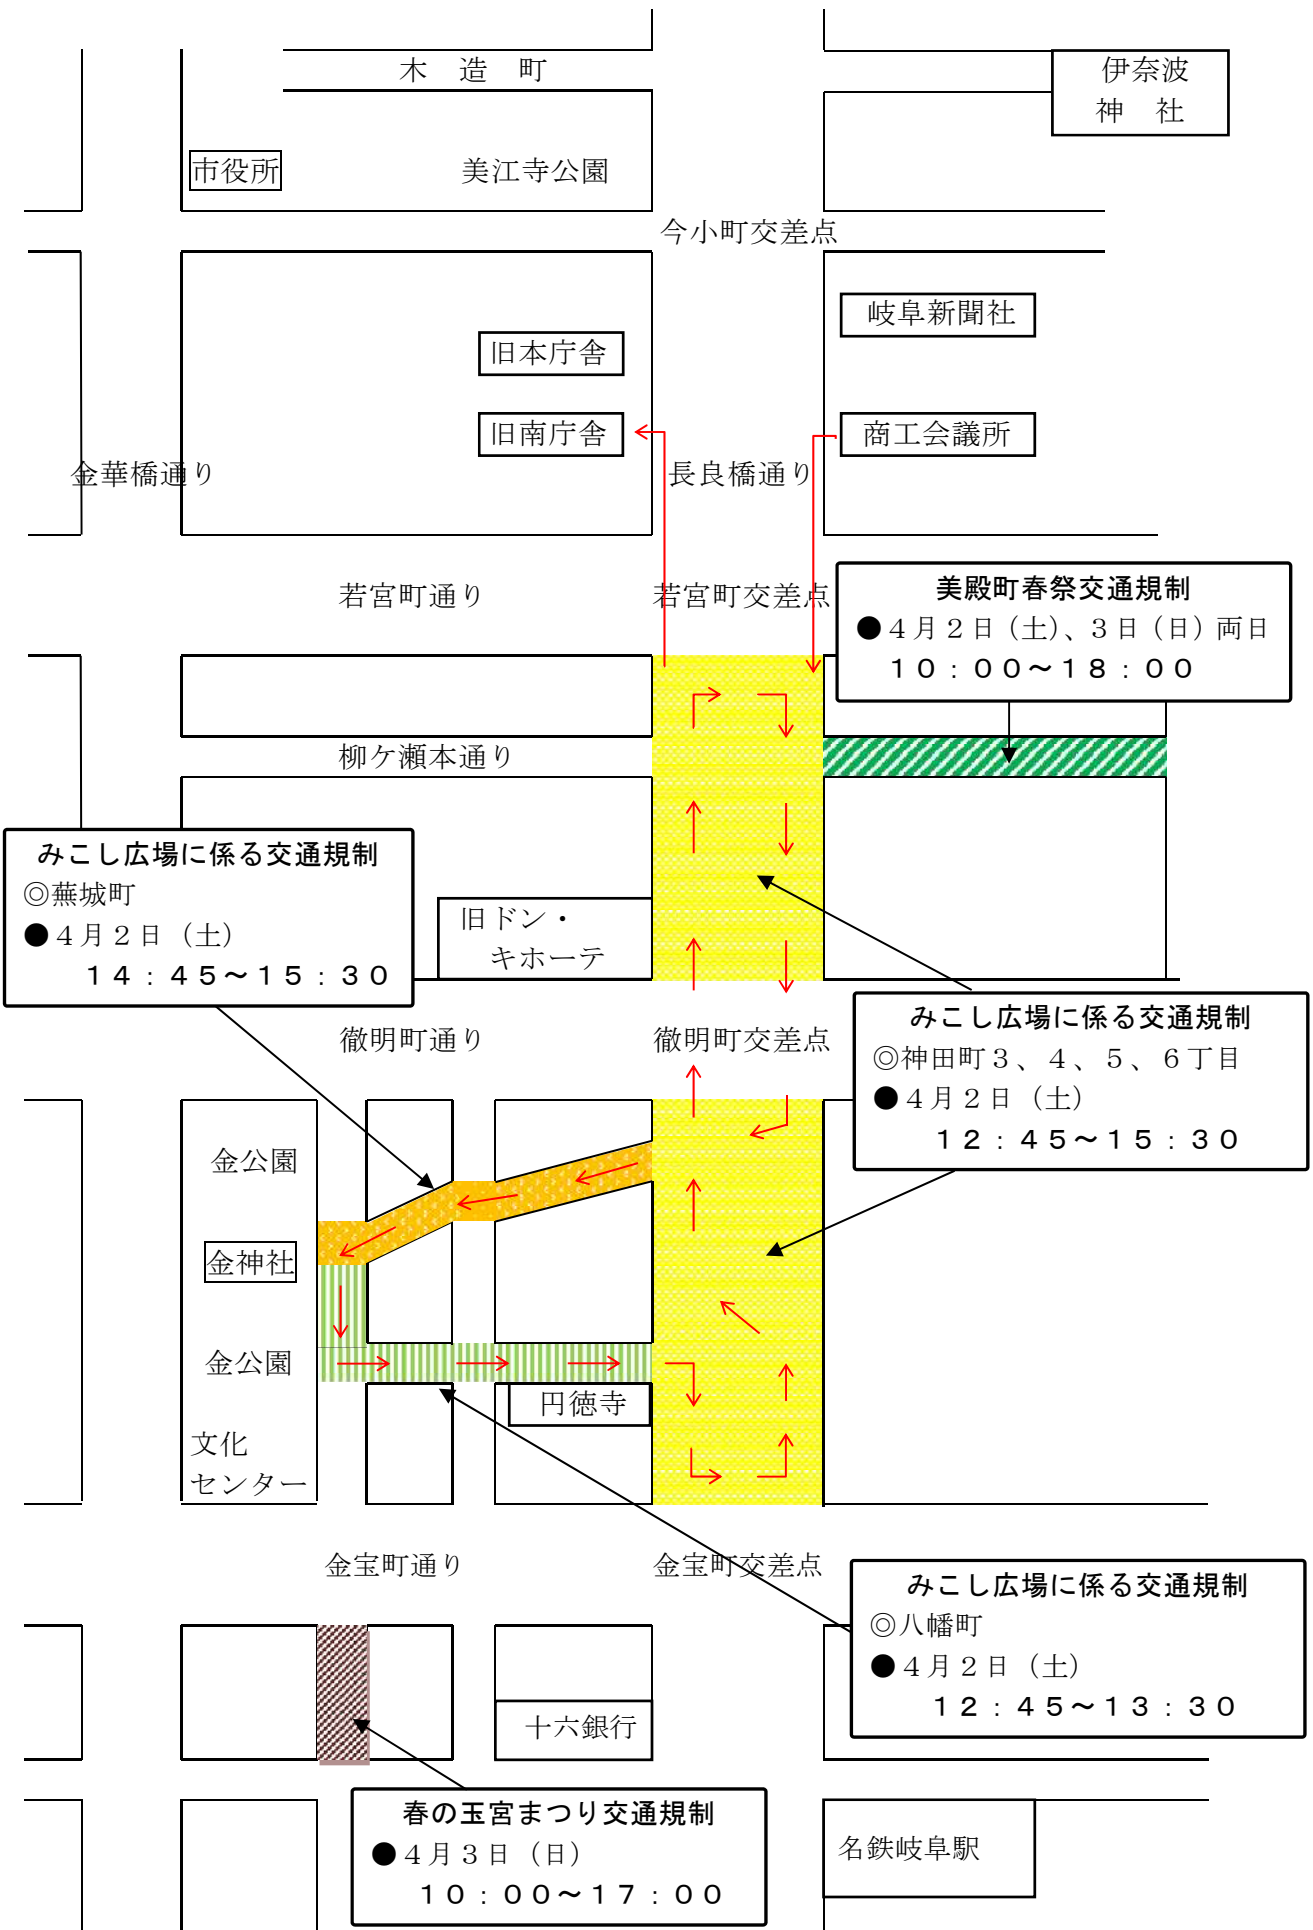 木　造　町
伊奈波
神　社
市役所
美江寺公園
今小町交差点
岐阜新聞社
旧本庁舎
旧南庁舎
商工会議所
金華橋通り
長良橋通り
若宮町通り
若宮町交差点
美殿町春祭交通規制
●４月２日（土）、３日（日）両日
１０：００～１８：００
柳ケ瀬本通り
みこし広場に係る交通規制
◎蕪城町
●４月２日（土）
１４：４５～１５：３０
旧ドン・
キホーテ
みこし広場に係る交通規制
◎神田町３、４、５、６丁目
●４月２日（土）
１２：４５～１５：３０
徹明町通り
徹明町交差点
金公園
金神社
金公園
円徳寺
文化
センター
金宝町通り
金宝町交差点
みこし広場に係る交通規制
◎八幡町
●４月２日（土）
１２：４５～１３：３０
十六銀行
春の玉宮まつり交通規制
●４月３日（日）
１０：００～１７：００
名鉄岐阜駅